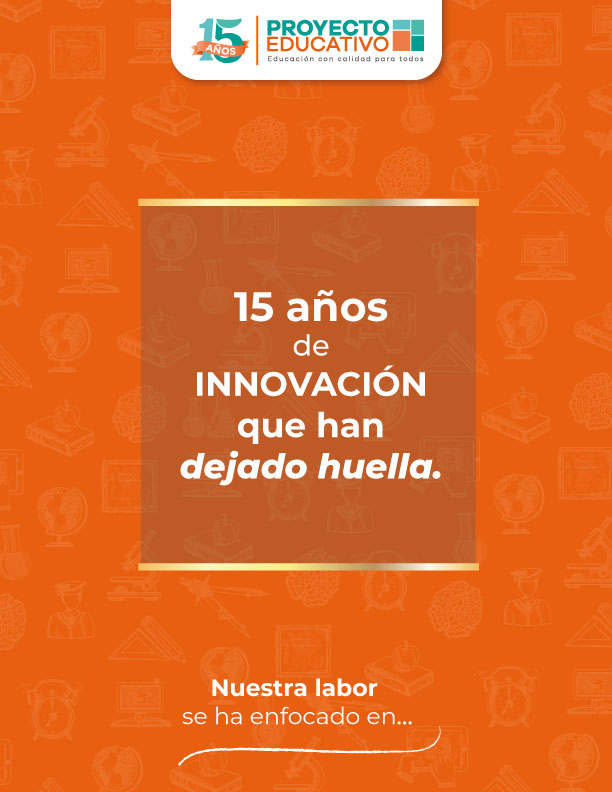 15
AÑOS
PROYECTO
EDUCATIVO
Educación con calidad para todos
15 años
de
INNOVACIÓN
que han
dejado huella.
Nuestra labor
se ha enfocado en...